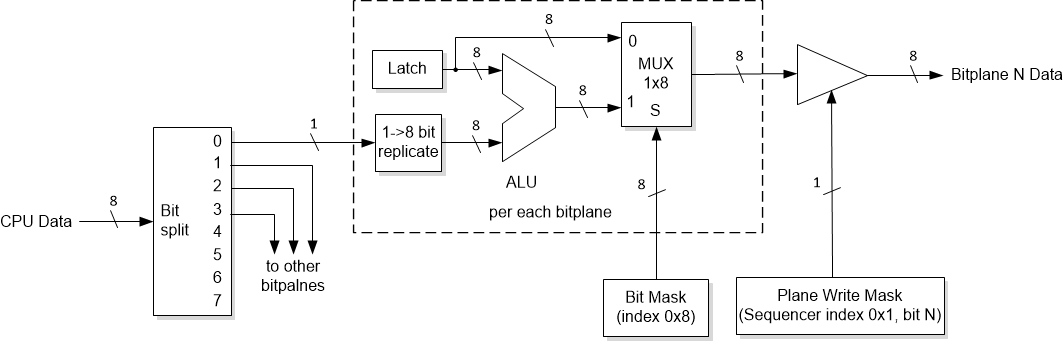 8
8
Latch
8
0
MUX
1x8
1
S
8
8
Bitplane N Data
8
1->8 bit
replicate
8
ALU
per each bitplane
1
CPU Data
8
Bit
split
0
1
2
3
4
5
6
7
to other
bitpalnes
8
1
Bit Mask
(index 0x8)
Plane Write Mask
(Sequencer index 0x1, bit N)